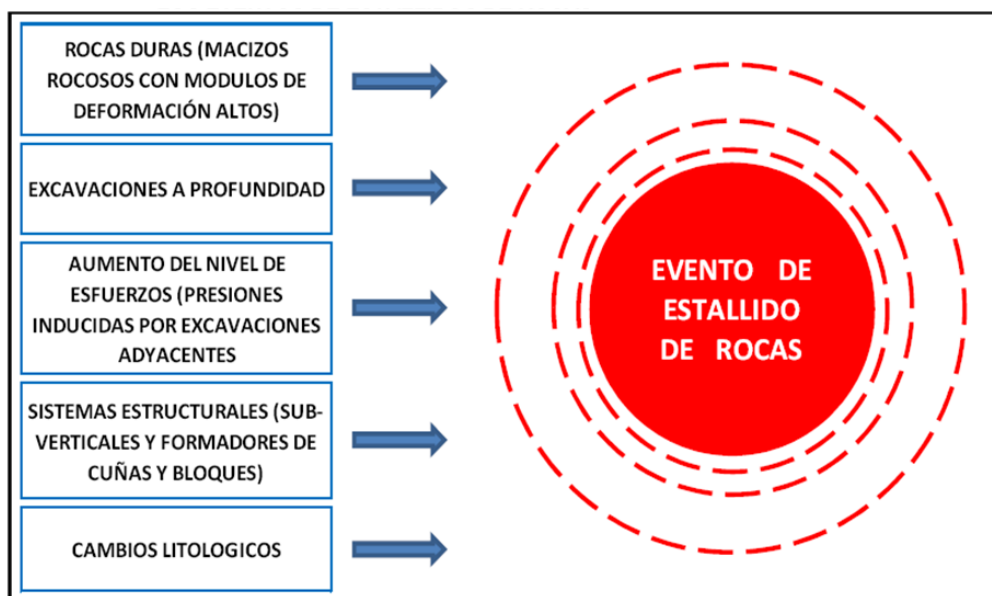 ROCAS DURAS (MACIZOS
ROCOSOS CON MODULOS DE
DEFORMACIÓN ALTOS)
EXCAVACIONES A PROFUNDIDAD
AUMENTO DEL NIVEL DE
ESFUERZOS (PRESIONES
INDUCIDAS POR EXCAVACIONES
ADYACENTES
SISTEMAS ESTRUCTURALES (SUB-
VERTICALES Y FORMADORES DE
CUÑAS Y BLOQUES)
CAMBIOS LITOLOGICOS
EVENTO DE
ESTALLIDO
DE ROCAS